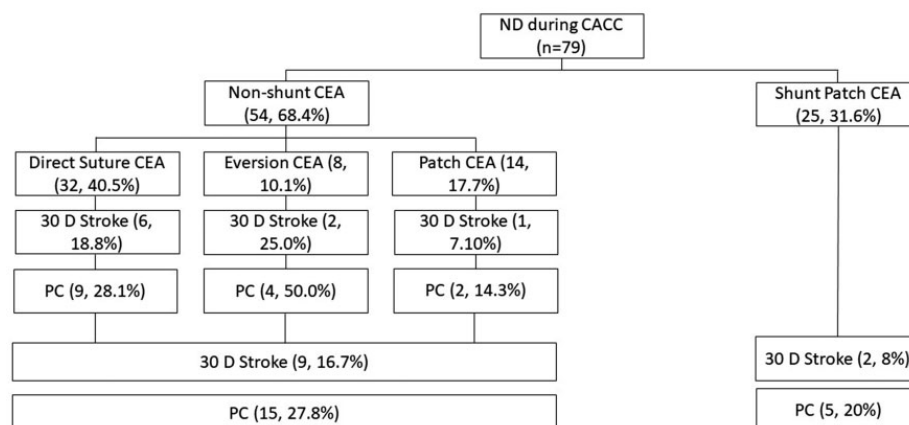 ND during CACC
(n=79)
Non-shunt CEA
(54, 68.4%)
Shunt Patch CEA
(25, 31.6%)
Direct Suture CEA
(32, 40.5%)
Eversion CEA (8,
10.1%)
Patch CEA (14,
17.7%)
30 D Stroke (6,
18.8%)
30 D Stroke (2,
25.0%)
30 D Stroke (1,
7.10%)
PC (9, 28.1%)
PC (4, 50.0%)
PC (2, 14.3%)
30 D Stroke (9, 16.7%)
30 D Stroke (2, 8%)
PC (15, 27.8%)
PC (5, 20%)